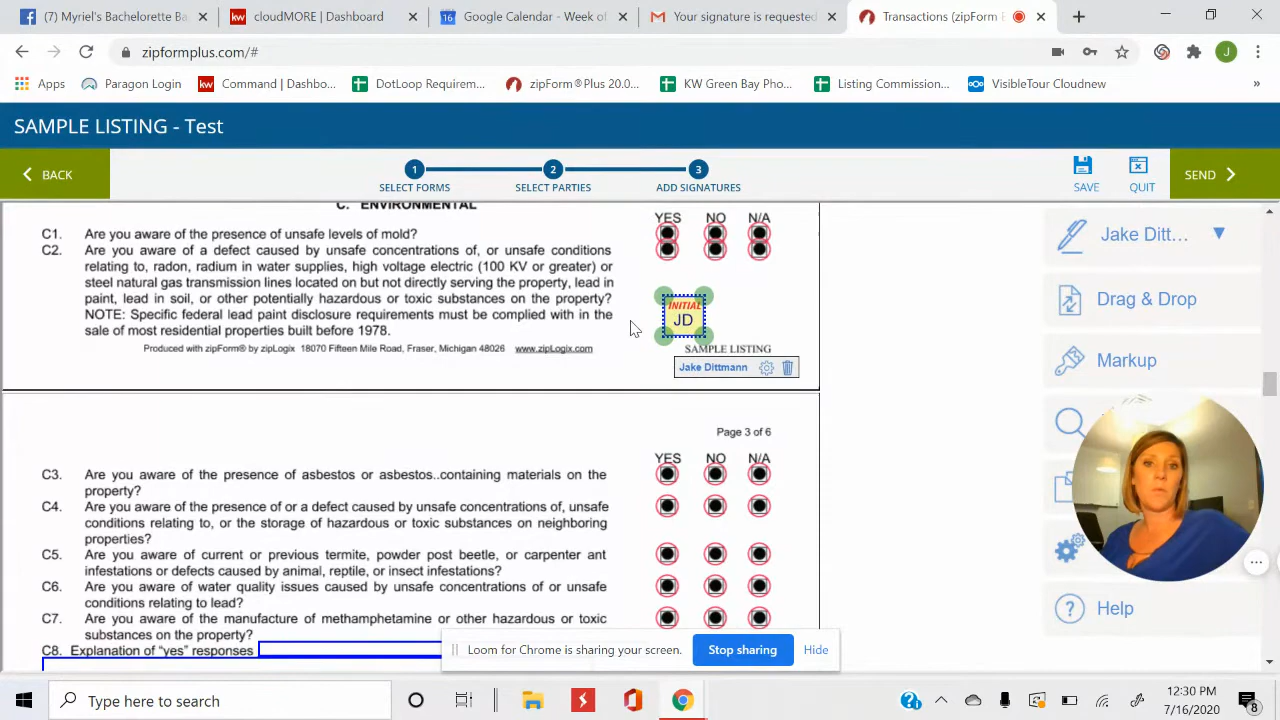 (7) Myriel's Bachelorette
cloudMORE | Myriel
Google Calendar - Week of
Your signature is requested
Transactions (zipForm E
zipformplus.com/#
J
Apps
Paragon Login
Command | Dashbo...
DotLoop Requirem...
zipForm®Plus 20.0...
KW Green Bay Pho...
Listing Commission...
VisibleTour Cloudnew
SAMPLE LISTING - Test
BACK
1
2
3
SELECT FORMS
SELECT PARTIES
ADD SIGNATURES
SAVE
QUIT
SEND
C. ENVIRONMENTAL
YES NO N/A
C1. Are you aware of the presence of unsafe levels of mold?
C2. Are you aware of a defect caused by unsafe concentrations of, or unsafe conditions
relating to, radon, radium in water supplies, high voltage electric (100 KV or greater) or
steel natural gas transmission lines located on but not directly serving the property, lead in
paint, lead in soil, or other potentially hazardous or toxic substances on the property?
NOTE: Specific federal lead paint disclosure requirements must be complied with in the
sale of most residential properties built before 1978.
INITIAL
JD
Produced with zipForm® by zipLogix 18070 Fifteen Mile Road, Fraser, Michigan 48026 www.zipLogix.com
SAMPLE LISTING
Jake Dittmann
Page 3 of 6
YES NO N/A
C3. Are you aware of the presence of asbestos or asbestos..containing materials on the
property?
C4. Are you aware of the presence of or a defect caused by unsafe concentrations of, unsafe
conditions relating to, or the storage of hazardous or toxic substances on neighboring
properties?
C5. Are you aware of current or previous termite, powder post beetle, or carpenter ant
infestations or defects caused by animal, reptile, or insect infestations?
C6. Are you aware of water quality issues caused by unsafe concentrations of or unsafe
conditions relating to lead?
C7. Are you aware of the manufacture of methamphetamine or other hazardous or toxic
substances on the property?
C8. Explanation of "yes" responses
Jake Ditt...
Drag & Drop
Markup
Help
Loom for Chrome is sharing your screen.
Stop sharing
Hide
Type here to search
12:30 PM
7/16/2020
8